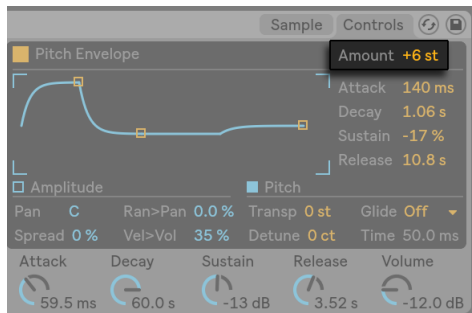 Sample Controls
Pitch Envelope Amount +6 st
Attack 140 ms
Decay 1.06 s
Sustain -17 %
Release 10.8 s
Amplitude Pitch
Pan C Ran>Pan 0.0 % Transp 0 st Glide Off
Spread 0 % Vel>Vol 35 % Detune 0 ct Time 50.0 ms
Attack Decay Sustain Release Volume
59.5 ms 60.0 s -13 dB 3.52 s -12.0 dB